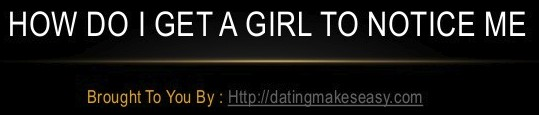 HOW DO I GET A GIRL TO NOTICE ME
Brought To You By : Http://datingmakeseasy.com